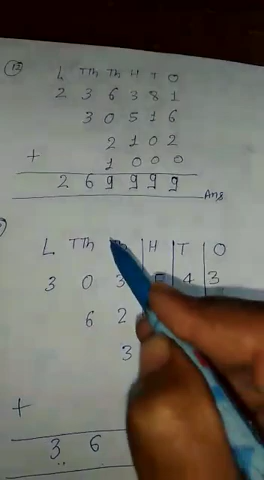 13) L TTh Th H T O
2 3 6 3 8 1
3 0 5 1 6
2 1 0 2
+ 1 0 0 0
2 6 9 9 9 9 Ans
L TTh H T O
3 0 3 4 3
6 2
3
+
3 6